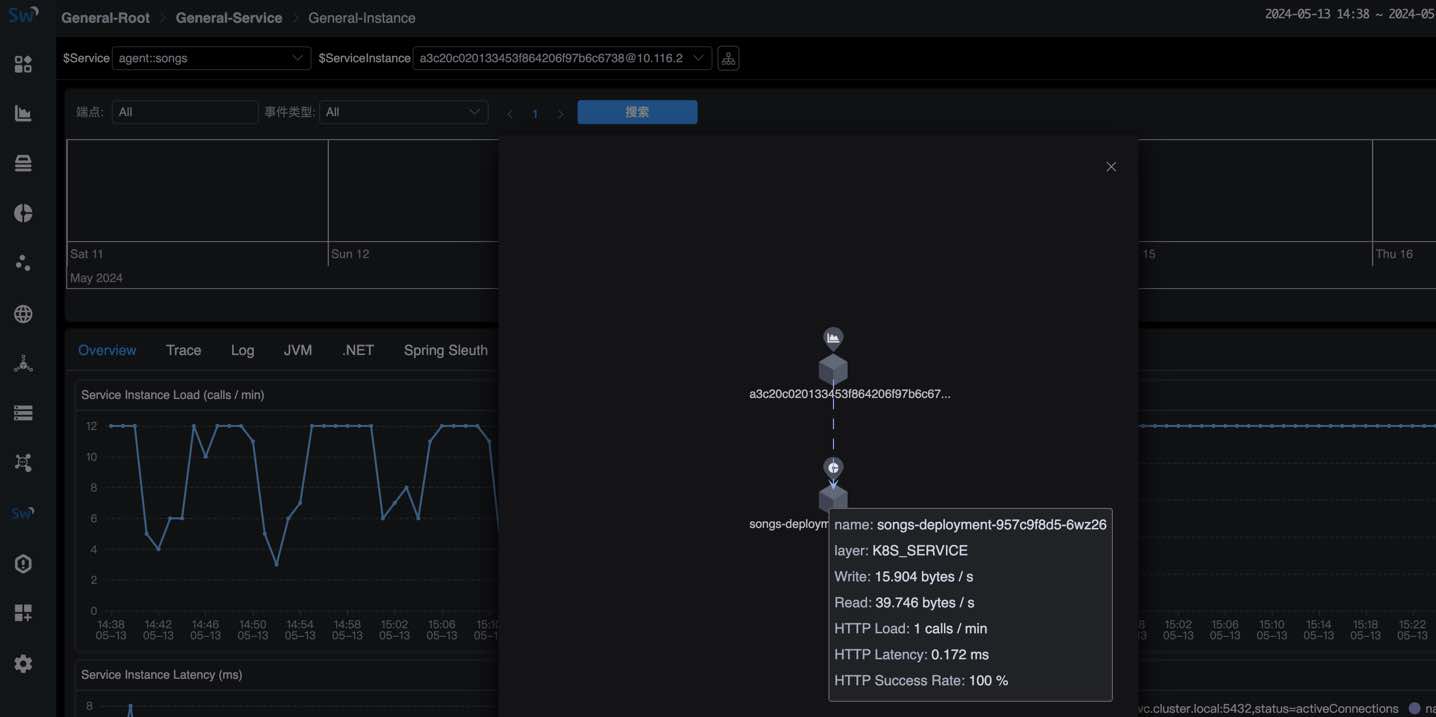 Sw
General-Root > General-Service > General-Instance
2024-05-13 14:38 ~ 2024-05
$Service agent::songs $ServiceInstance a3c20c020133453f864206f97b6c6738@10.116.2
端点: All 事件类型: All < 1 > 搜索
Sat 11 Sun 12 15 Thu 16
May 2024
Overview Trace Log JVM .NET Spring Sleuth
Service Instance Load (calls / min)
12
10
8
6
4
2
0
14:38 14:42 14:46 14:50 14:54 14:58 15:02 15:06 15:02 15:06 15:10 15:14 15:18 15:22
05-13 05-13 05-13 05-13 05-13 05-13 05-13 05-13 05-13 05-13 05-13 05-13 05-13 05-13
a3c20c020133453f864206f97b6c67...
songs-deploym
name: songs-deployment-957c9f8d5-6wz26
layer: K8S_SERVICE
Write: 15.904 bytes / s
Read: 39.746 bytes / s
HTTP Load: 1 calls / min
HTTP Latency: 0.172 ms
HTTP Success Rate: 100 %
Sw
Service Instance Latency (ms)
8
vc.cluster.local:5432,status=activeConnections na